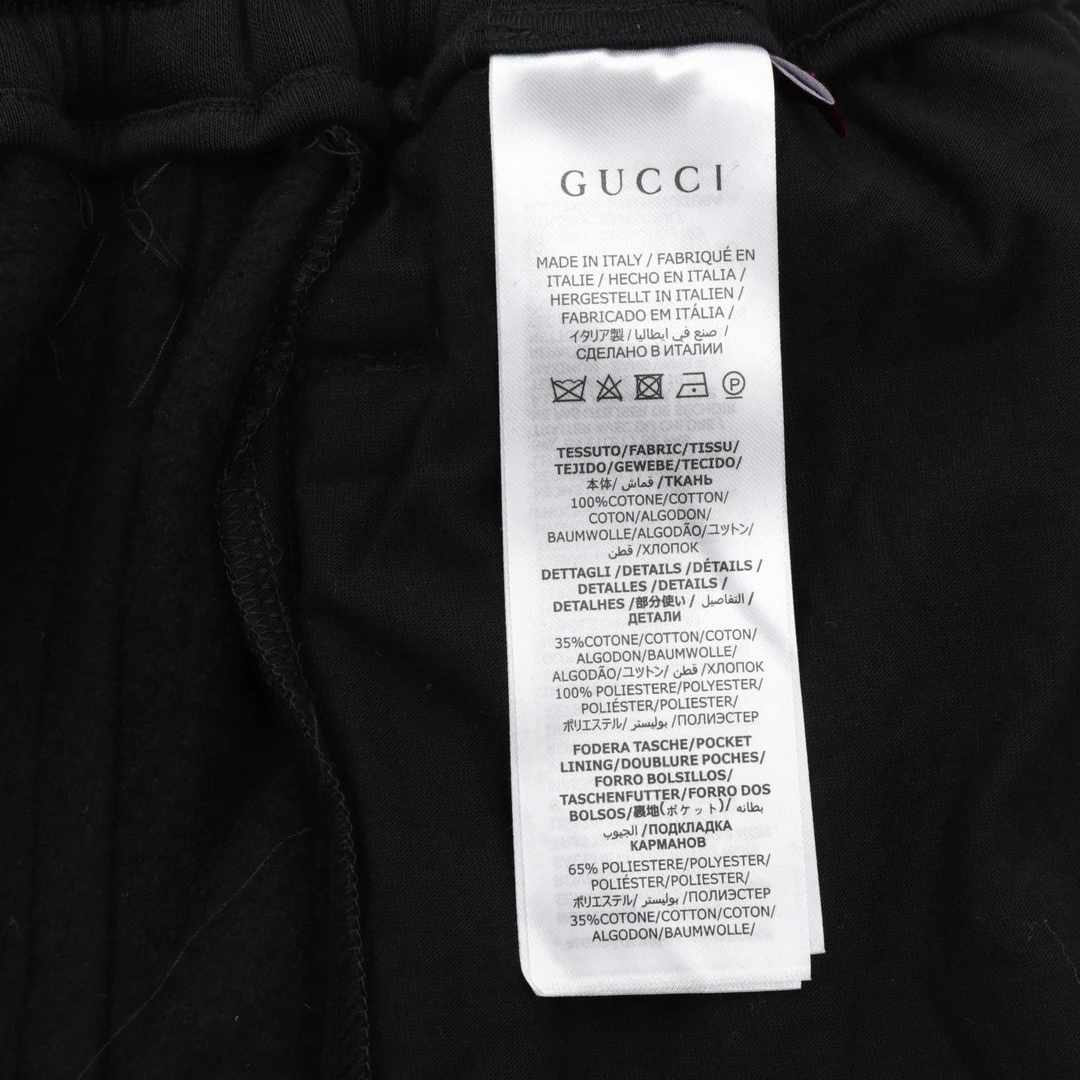 GUCCI
MADE IN ITALY / FABRIQUÉ EN
ITALIE / HECHO EN ITALIA /
HERGESTELLT IN ITALIEN /
FABRICADO EM ITÁLIA /
イタリア製 / صنع في ايطاليا /
СДЕЛАНО В ИТАЛИИ
P
TESSUTO/FABRIC/TISSU/
TEJIDO/GEWEBE/TECIDO/
本体/ قماش /ТКАНЬ
100%COTONE/COTTON/
COTON/ALGODON/
BAUMWOLLE/ALGODÃO/コットン/
قطن /ХЛОПОК
DETTAGLI /DETAILS /DÉTAILS /
DETALLES /DETAILS /
DETALHES /部分使い / التفاصيل /
ДЕТАЛИ
35%COTONE/COTTON/COTON/
ALGODON/BAUMWOLLE/
ALGODÃO/コットン/ قطن /ХЛОПОК
100% POLIESTERE/POLYESTER/
POLIÉSTER/POLIESTER/
ポリエステル/ بوليستر /ПОЛИЭСТЕР
FODERA TASCHE/POCKET
LINING/DOUBLURE POCHES/
FORRO BOLSILLOS/
TASCHENFUTTER/FORRO DOS
BOLSOS/裏地(ポケット)/ بطانه
الجيوب /ПОДКЛАДКА
КАРМАНОВ
65% POLIESTERE/POLYESTER/
POLIÉSTER/POLIESTER/
ポリエステル/ بوليستر /ПОЛИЭСТЕР
35%COTONE/COTTON/COTON/
ALGODON/BAUMWOLLE/